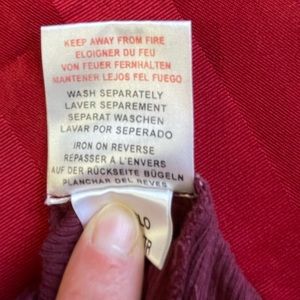 KEEP AWAY FROM FIRE
ELOIGNER DU FEU
VON FEUER FERNHALTEN
MANTENER LEJOS FEL FUEGO
WASH SEPARATELY
LAVER SEPAREMENT
SEPARAT WASCHEN
LAVAR POR SEPERADO
IRON ON REVERSE
REPASSER A L'ENVERS
AUF DER RÜCKSEITE BÜGELN
PLANCHAR DEL REVES